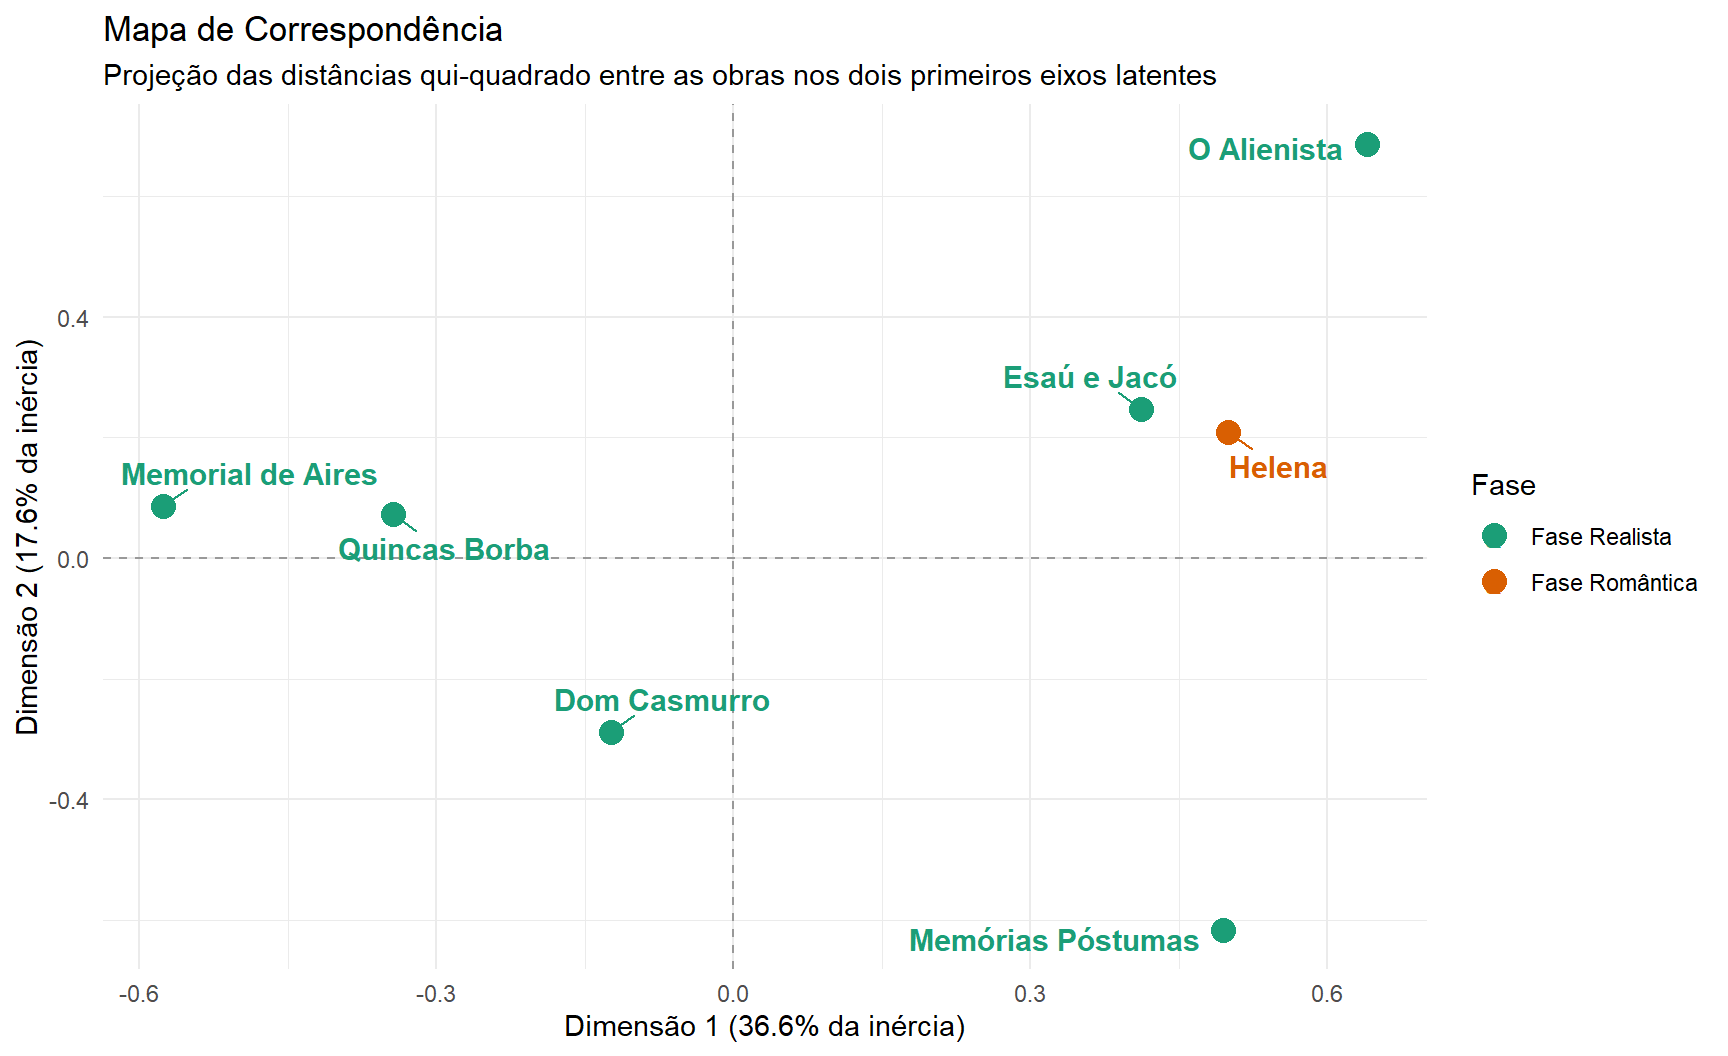 Mapa de Correspondência
Projeção das distâncias qui-quadrado entre as obras nos dois primeiros eixos latentes
O Alienista
0.4
Esaú e Jacó
Helena
Memorial de Aires
Quincas Borba
0.0
Dom Casmurro
-0.4
Memórias Póstumas
Dimensão 2 (17.6% da inércia)
-0.6
-0.3
0.0
0.3
0.6
Dimensão 1 (36.6% da inércia)
Fase
Fase Realista
Fase Romântica